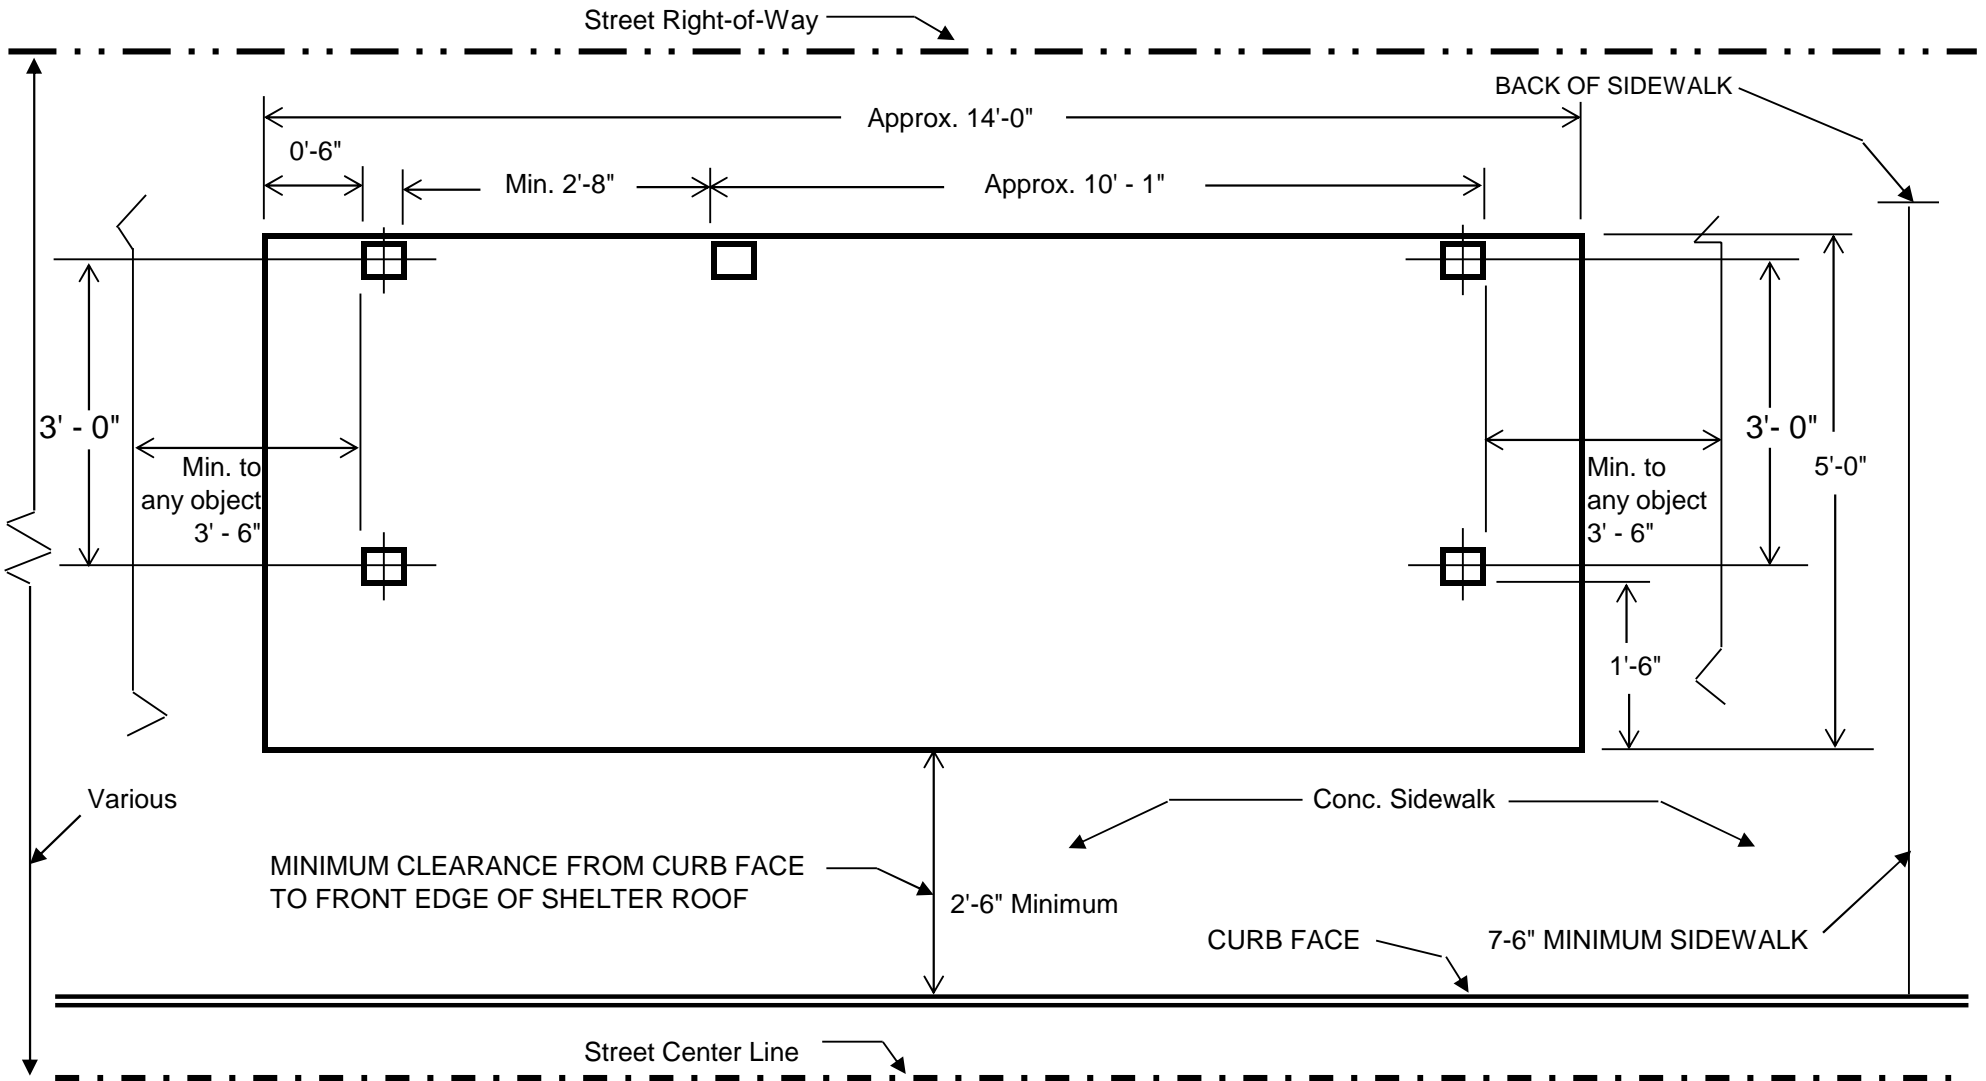 Street Right-of-Way
BACK OF SIDEWALK
Approx. 14'-0"
0'-6"
Min. 2'-8"
Approx. 10' - 1"
3' - 0"
3'- 0"
Min. to
any object
3' - 6"
Min. to
any object
3' - 6"
5'-0"
1'-6"
Various
Conc. Sidewalk
MINIMUM CLEARANCE FROM CURB FACE
TO FRONT EDGE OF SHELTER ROOF
2'-6" Minimum
CURB FACE
7-6" MINIMUM SIDEWALK
Street Center Line